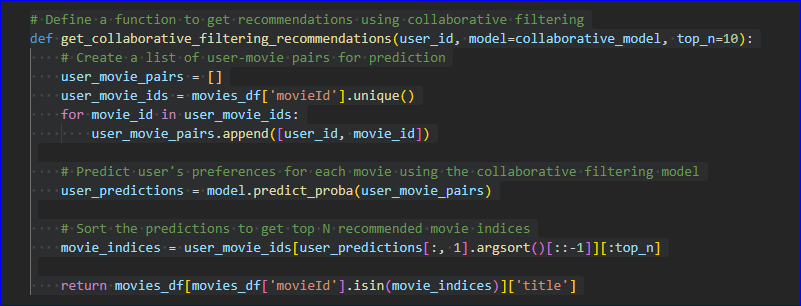 # Define a function to get recommendations using collaborative filtering
def get_collaborative_filtering_recommendations(user_id, model=collaborative_model, top_n=10):
    # Create a list of user-movie pairs for prediction
    user_movie_pairs = []
    user_movie_ids = movies_df['movieId'].unique()
    for movie_id in user_movie_ids:
        user_movie_pairs.append([user_id, movie_id])
    # Predict user's preferences for each movie using the collaborative filtering model
    user_predictions = model.predict_proba(user_movie_pairs)
    # Sort the predictions to get top N recommended movie indices
    movie_indices = user_movie_ids[user_predictions[:, 1].argsort()[::-1]][:top_n]
    return movies_df[movies_df['movieId'].isin(movie_indices)]['title']